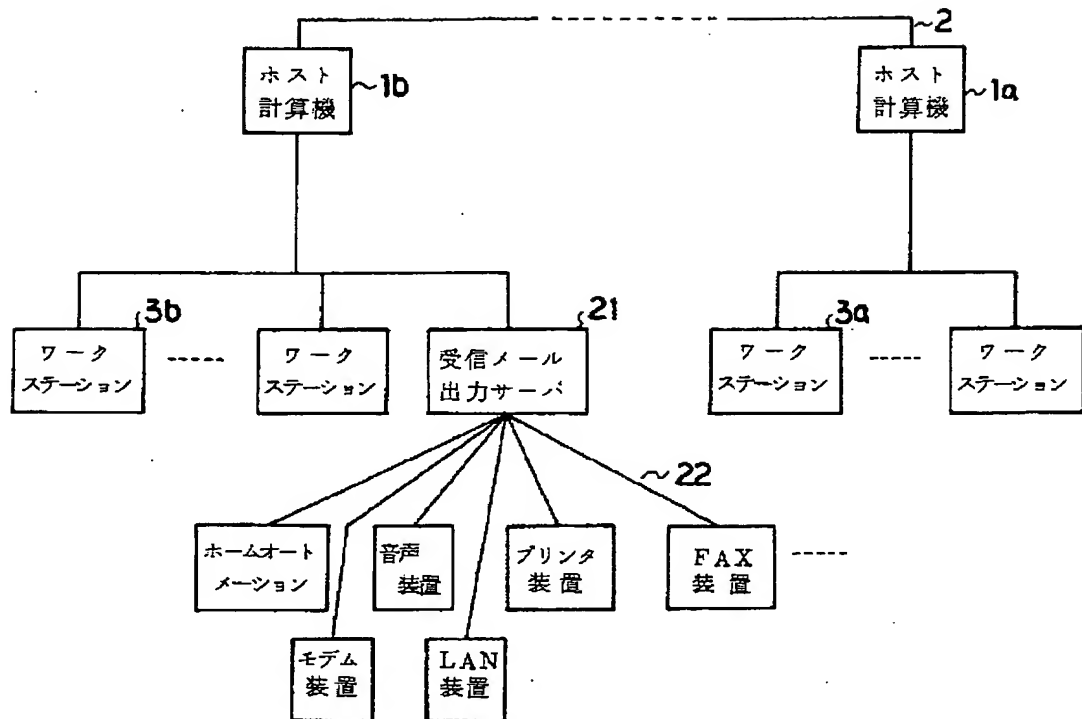 2
ホスト
計算機
1b
ホスト
計算機
1a
3b
ワーク
ステーション
ワーク
ステーション
21
受信メール
出力サーバ
3a
ワーク
ステーション
ワーク
ステーション
22
ホームオート
メーション
音声
装置
プリンタ
装置
FAX
装置
モデム
装置
LAN
装置